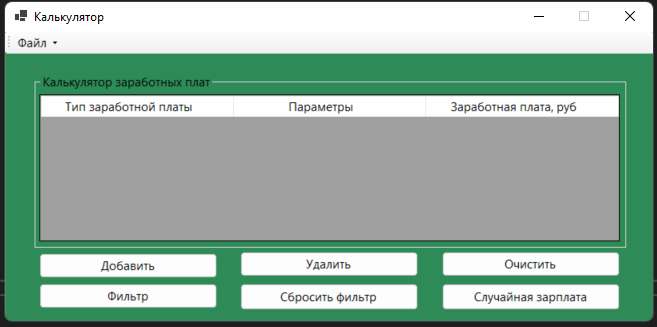 Калькулятор
Файл
Калькулятор заработных плат
Тип заработной платы Параметры Заработная плата, руб
Добавить Удалить Очистить
Фильтр Сбросить фильтр Случайная зарплата